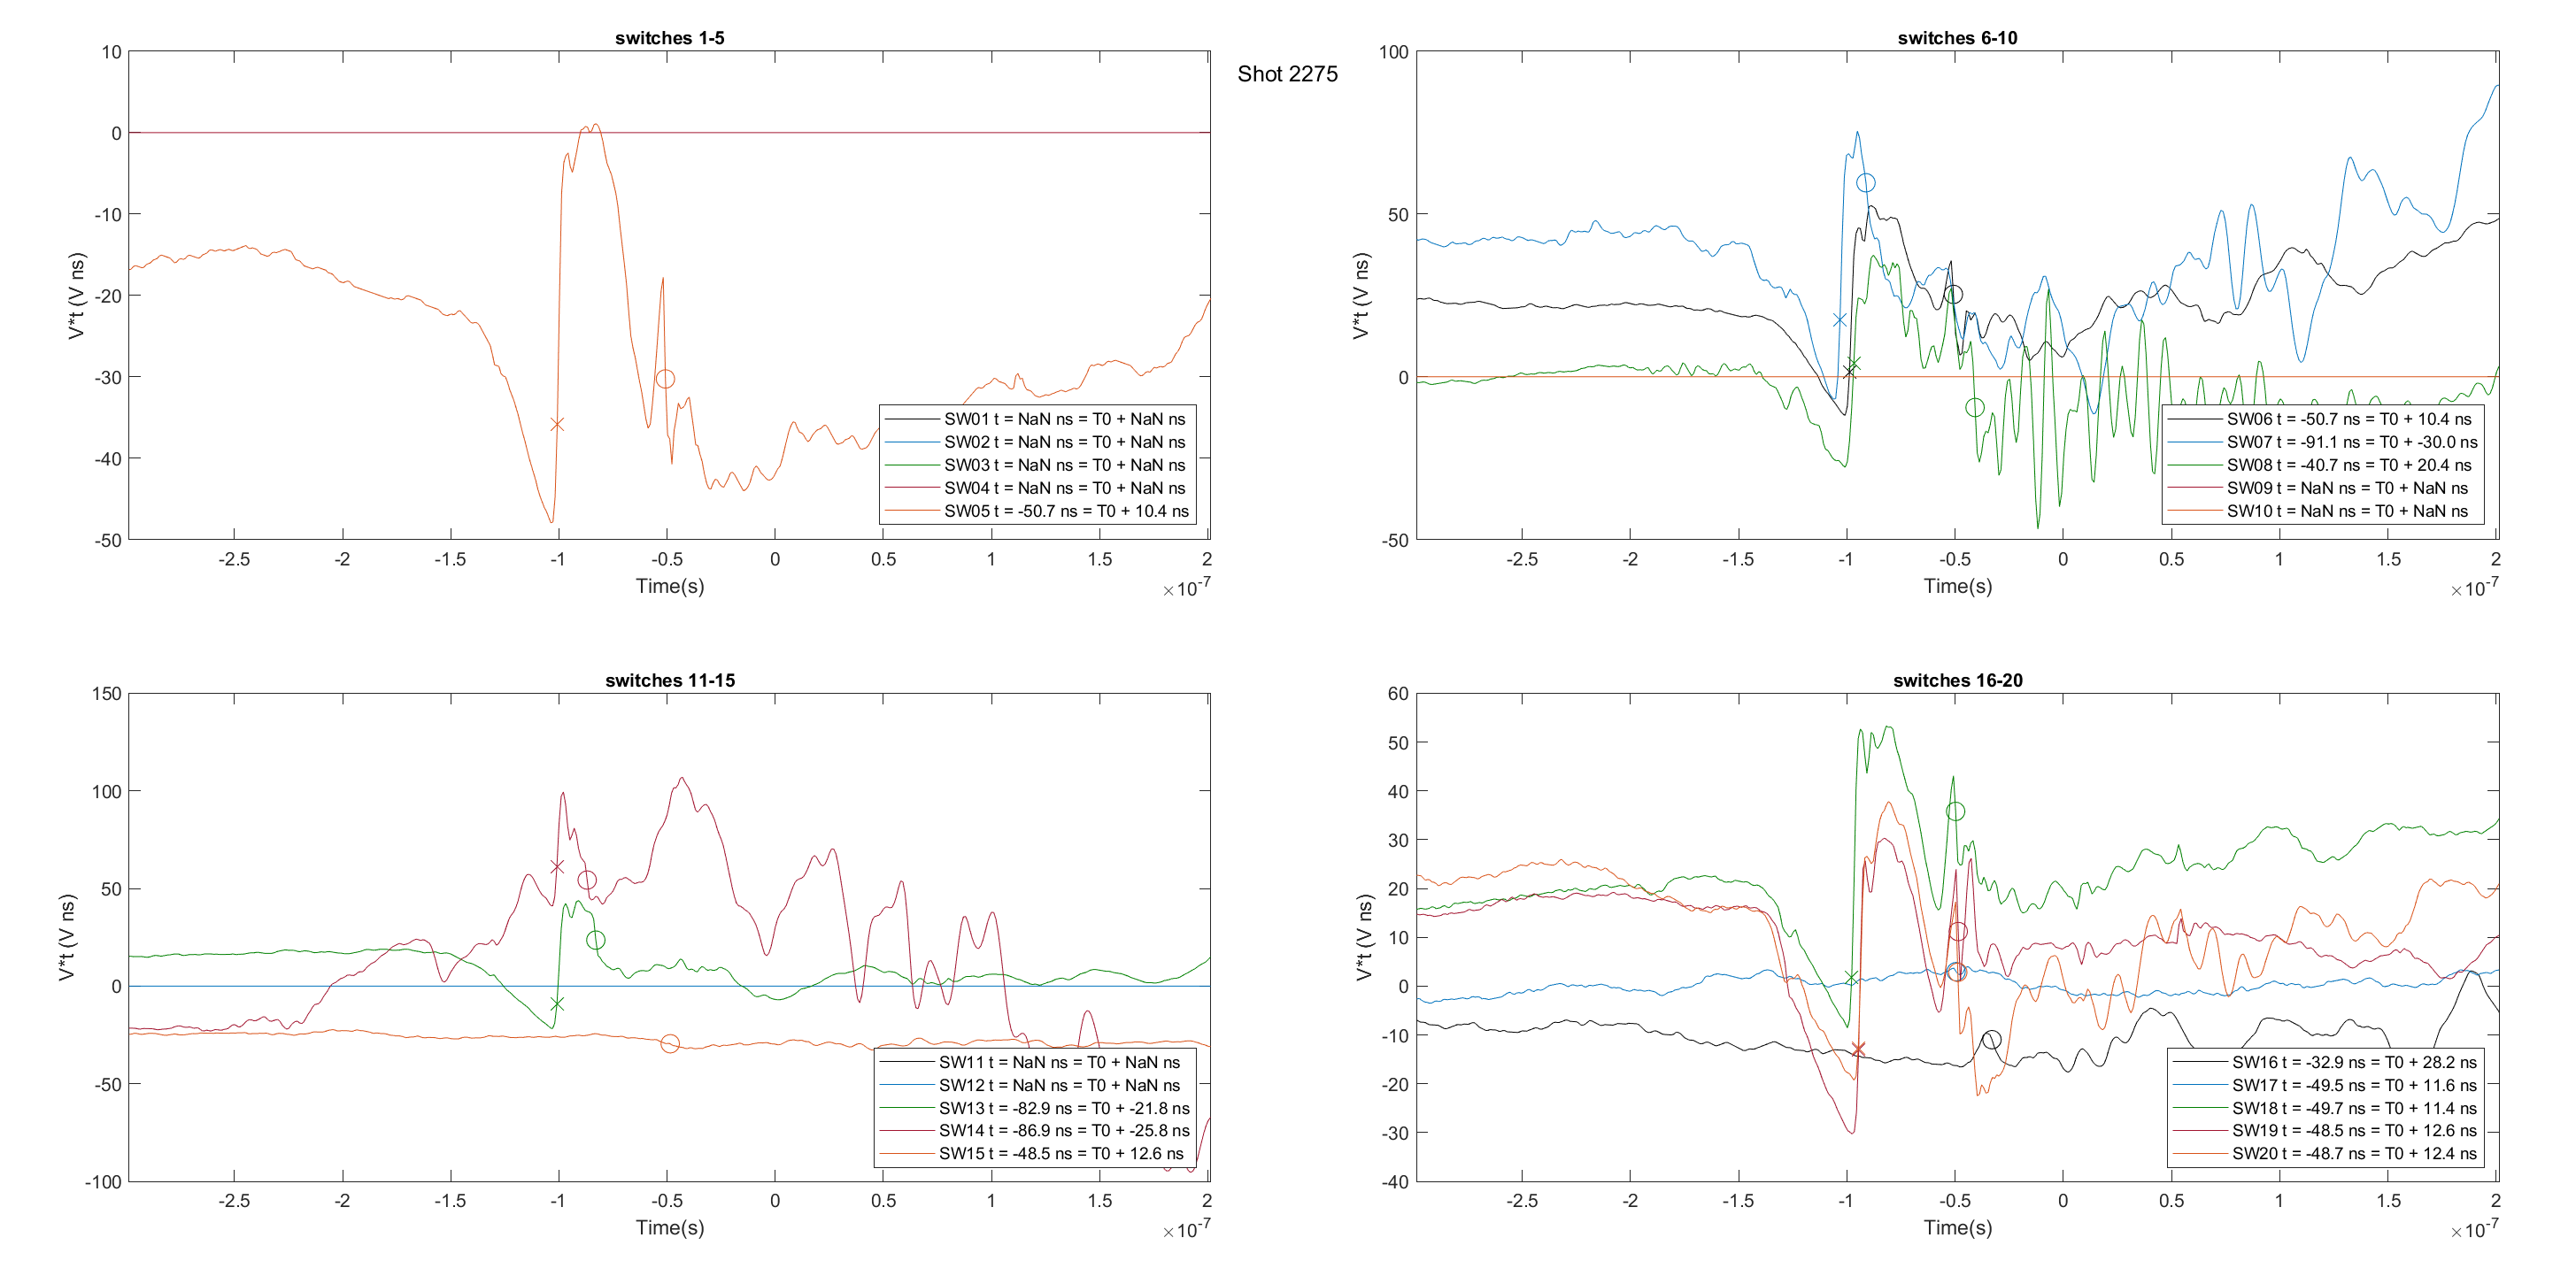 Shot 2275
switches 1-5
10
0
-10
-20
-30
-40
-50
V*t (V ns)
-2.5 -2 -1.5 -1 -0.5 0 0.5 1 1.5 2
Time(s)
×10-7
SW01 t = NaN ns = T0 + NaN ns
SW02 t = NaN ns = T0 + NaN ns
SW03 t = NaN ns = T0 + NaN ns
SW04 t = NaN ns = T0 + NaN ns
SW05 t = -50.7 ns = T0 + 10.4 ns
switches 6-10
100
50
0
-50
V*t (V ns)
-2.5 -2 -1.5 -1 -0.5 0 0.5 1 1.5 2
Time(s)
×10-7
SW06 t = -50.7 ns = T0 + 10.4 ns
SW07 t = -91.1 ns = T0 + -30.0 ns
SW08 t = -40.7 ns = T0 + 20.4 ns
SW09 t = NaN ns = T0 + NaN ns
SW10 t = NaN ns = T0 + NaN ns
switches 11-15
150
100
50
0
-50
-100
V*t (V ns)
-2.5 -2 -1.5 -1 -0.5 0 0.5 1 1.5 2
Time(s)
×10-7
SW11 t = NaN ns = T0 + NaN ns
SW12 t = NaN ns = T0 + NaN ns
SW13 t = -82.9 ns = T0 + -21.8 ns
SW14 t = -86.9 ns = T0 + -25.8 ns
SW15 t = -48.5 ns = T0 + 12.6 ns
switches 16-20
60
50
40
30
20
10
0
-10
-20
-30
-40
V*t (V ns)
-2.5 -2 -1.5 -1 -0.5 0 0.5 1 1.5 2
Time(s)
×10-7
SW16 t = -32.9 ns = T0 + 28.2 ns
SW17 t = -49.5 ns = T0 + 11.6 ns
SW18 t = -49.7 ns = T0 + 11.4 ns
SW19 t = -48.5 ns = T0 + 12.6 ns
SW20 t = -48.7 ns = T0 + 12.4 ns